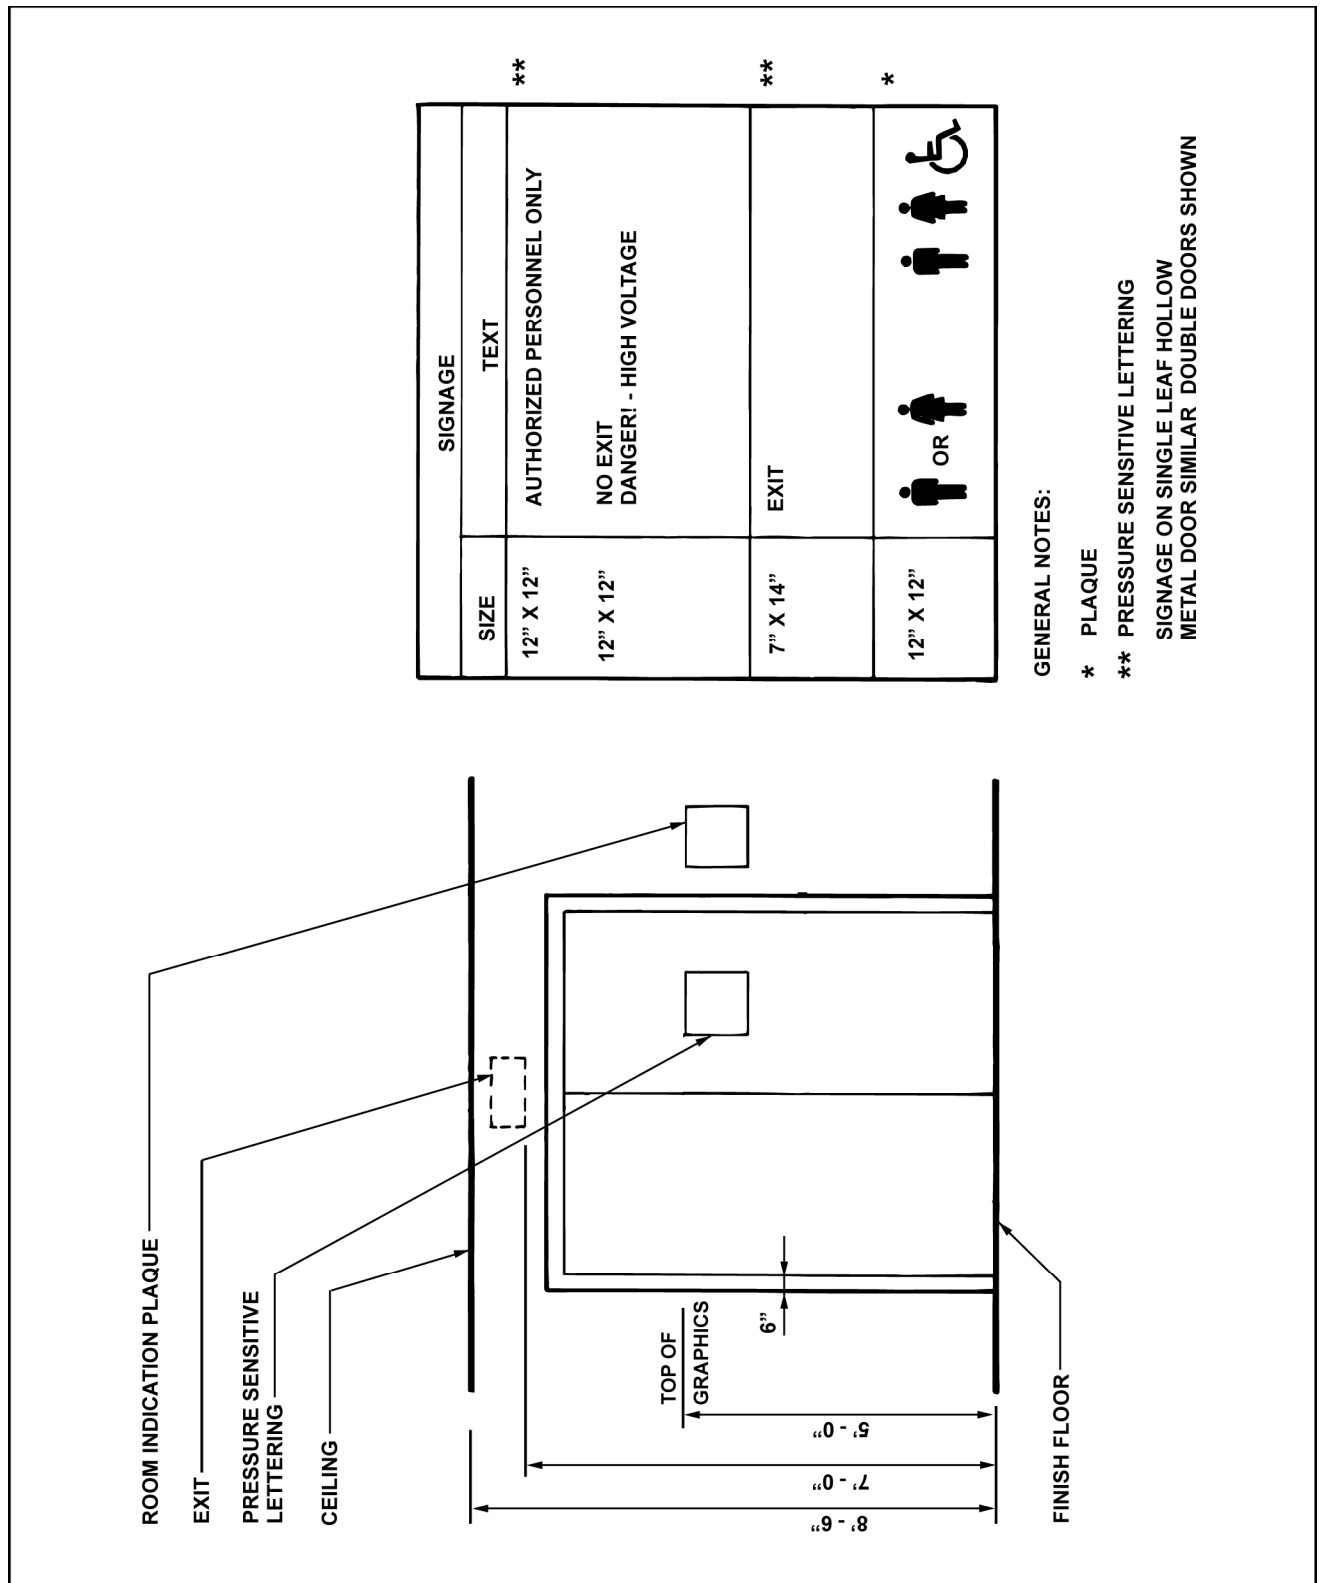 ROOM INDICATION PLAQUE
EXIT
PRESSURE SENSITIVE
LETTERING
CEILING
TOP OF
GRAPHICS
6”
8’ - 6”
7’ - 0”
5’ - 0”
FINISH FLOOR
SIGNAGE
SIZE TEXT
12” X 12” AUTHORIZED PERSONNEL ONLY **
12” X 12” NO EXIT
DANGER! - HIGH VOLTAGE
7” X 14” EXIT **
12” X 12” OR *
GENERAL NOTES:
* PLAQUE
** PRESSURE SENSITIVE LETTERING
SIGNAGE ON SINGLE LEAF HOLLOW
METAL DOOR SIMILAR DOUBLE DOORS SHOWN